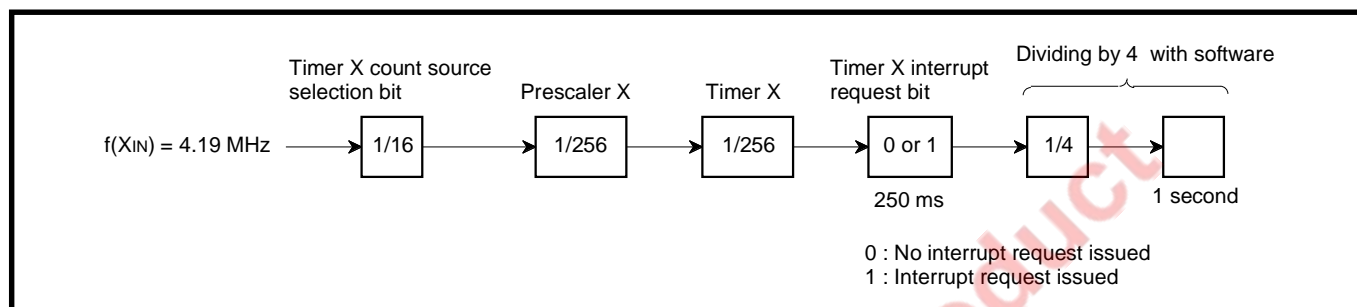 Dividing by 4 with software
Timer X count source
selection bit
Prescaler X
Timer X
Timer X interrupt
request bit
f(XIN) = 4.19 MHz
1/16
1/256
1/256
0 or 1
1/4
250 ms
1 second
0 : No interrupt request issued
1 : Interrupt request issued
duct